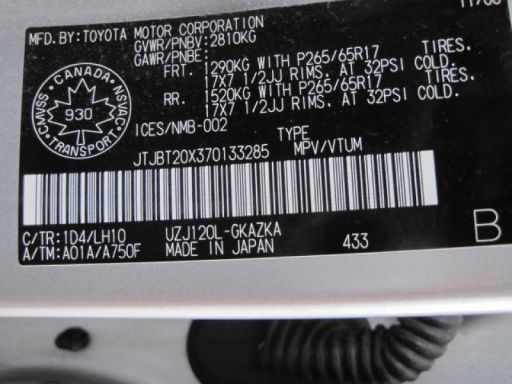 MFD.BY:TOYOTA MOTOR CORPORATION
GVWR/PNBV:2810KG
GAWR/PNBE:
FRT. 1290KG WITH P265/65R17 TIRES.
17X7 1/2JJ RIMS. AT 32PSI COLD.
RR. 1520KG WITH P265/65R17 TIRES.
17X7 1/2JJ RIMS. AT 32PSI COLD.
CANADA
CMVSS NSVAC
930
TRANSPORT
ICES/NMB-002
TYPE
JTJBT20X370133285 MPV/VTUM
C/TR:1D4/LH10 UZJ120L-GKAZKA
A/TM:A01A/A750F MADE IN JAPAN 433 B